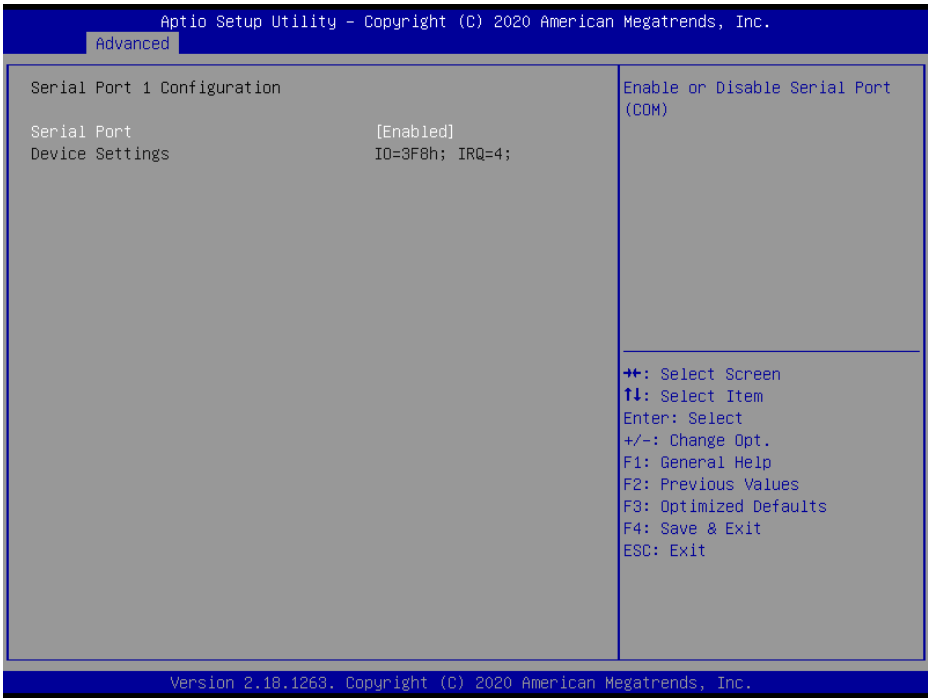 Aptio Setup Utility – Copyright (C) 2020 American Megatrends, Inc.
Advanced
Serial Port 1 Configuration
Serial Port [Enabled]
Device Settings IO=3F8h; IRQ=4;
Enable or Disable Serial Port
(COM)
→←: Select Screen
↑↓: Select Item
Enter: Select
+/-: Change Opt.
F1: General Help
F2: Previous Values
F3: Optimized Defaults
F4: Save & Exit
ESC: Exit
Version 2.18.1263. Copyright (C) 2020 American Megatrends, Inc.